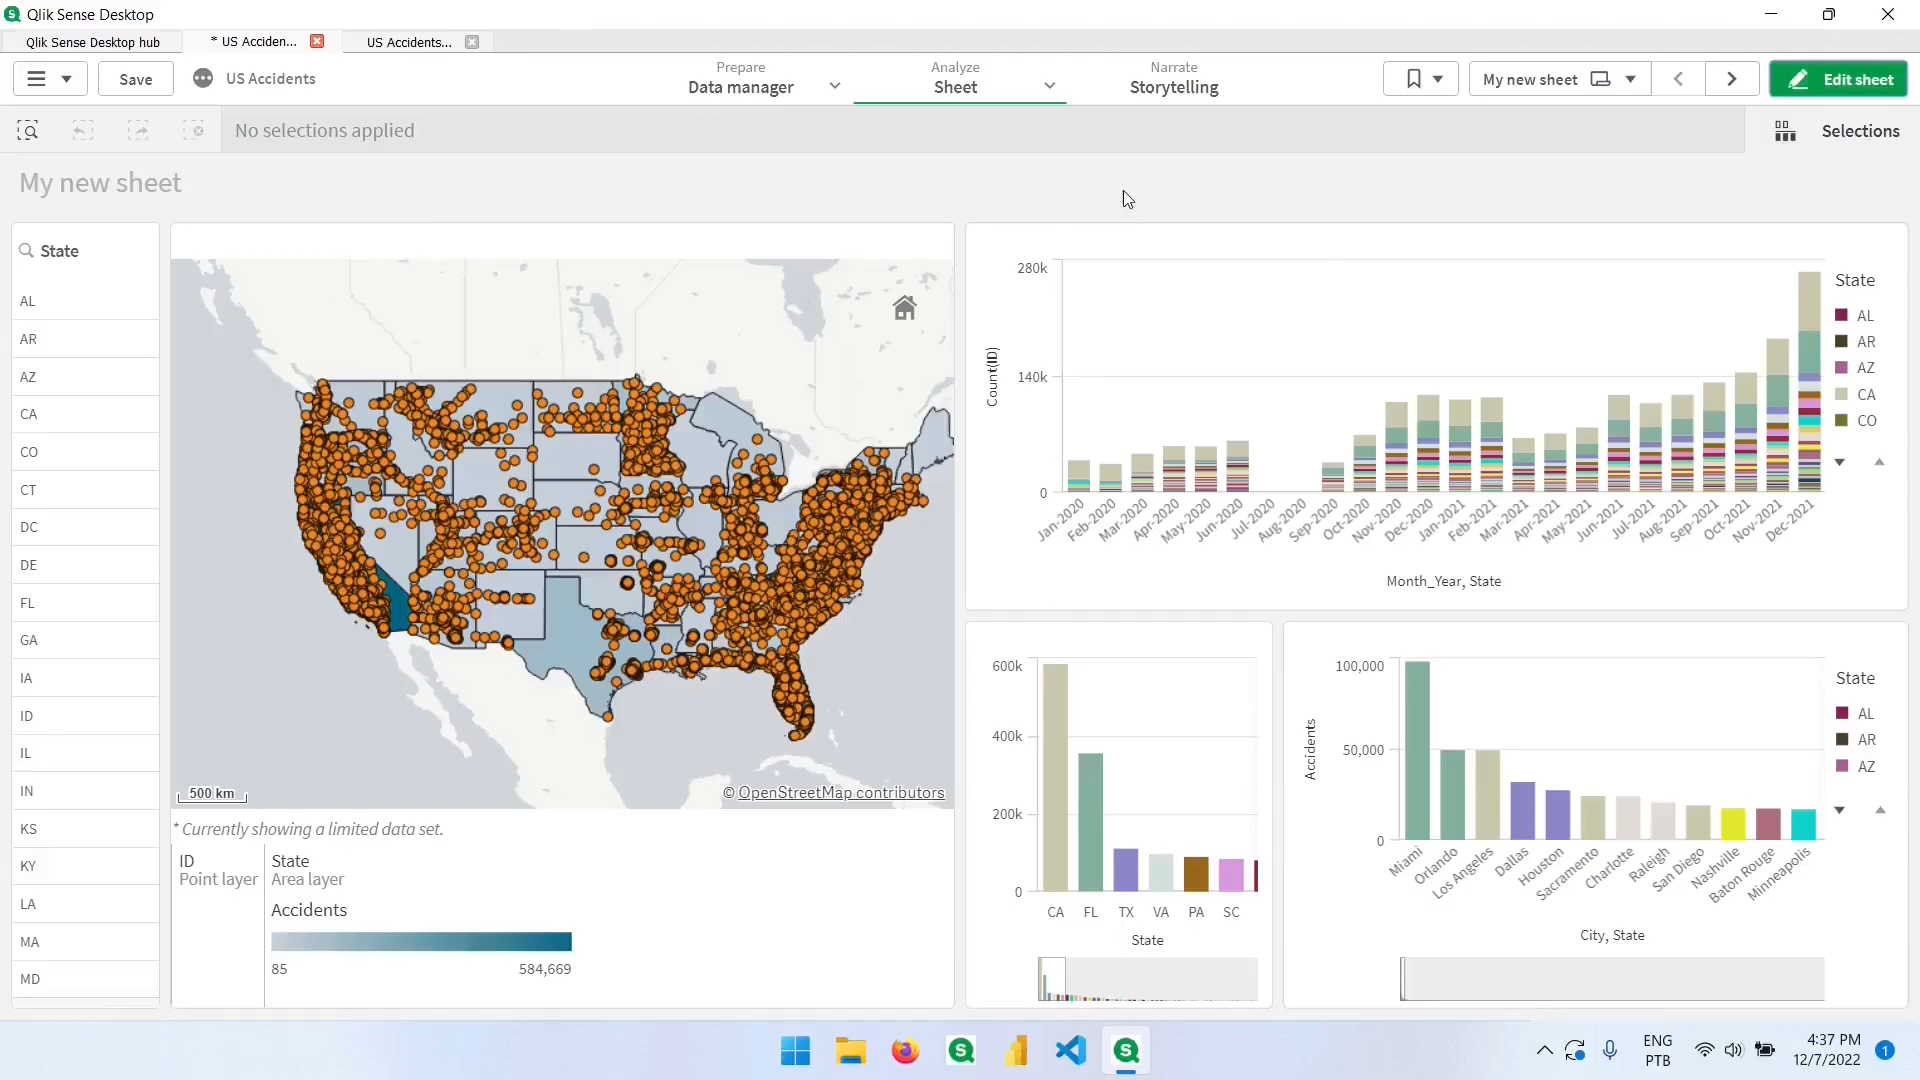 Qlik Sense Desktop
Qlik Sense Desktop hub
* US Acciden...
US Accidents...
Save
US Accidents
Prepare
Data manager
Analyze
Sheet
Narrate
Storytelling
My new sheet
Edit sheet
No selections applied
Selections
My new sheet
State
AL
AR
AZ
CA
CO
CT
DC
DE
FL
GA
IA
ID
IL
IN
KS
KY
LA
MA
MD
500 km
© OpenStreetMap contributors
* Currently showing a limited data set.
ID
Point layer
State
Area layer
Accidents
85
584,669
280k
140k
0
Count(ID)
Jan-2020
Feb-2020
Mar-2020
Apr-2020
May-2020
Jun-2020
Jul-2020
Aug-2020
Sep-2020
Oct-2020
Nov-2020
Dec-2020
Jan-2021
Feb-2021
Mar-2021
Apr-2021
May-2021
Jun-2021
Jul-2021
Aug-2021
Sep-2021
Oct-2021
Nov-2021
Dec-2021
Month_Year, State
State
AL
AR
AZ
CA
CO
600k
400k
200k
0
CA
FL
TX
VA
PA
SC
State
100,000
50,000
0
Accidents
Miami
Orlando
Los Angeles
Dallas
Houston
Sacramento
Charlotte
Raleigh
San Diego
Nashville
Baton Rouge
Minneapolis
City, State
State
AL
AR
AZ
ENG
PTB
4:37 PM
12/7/2022
1